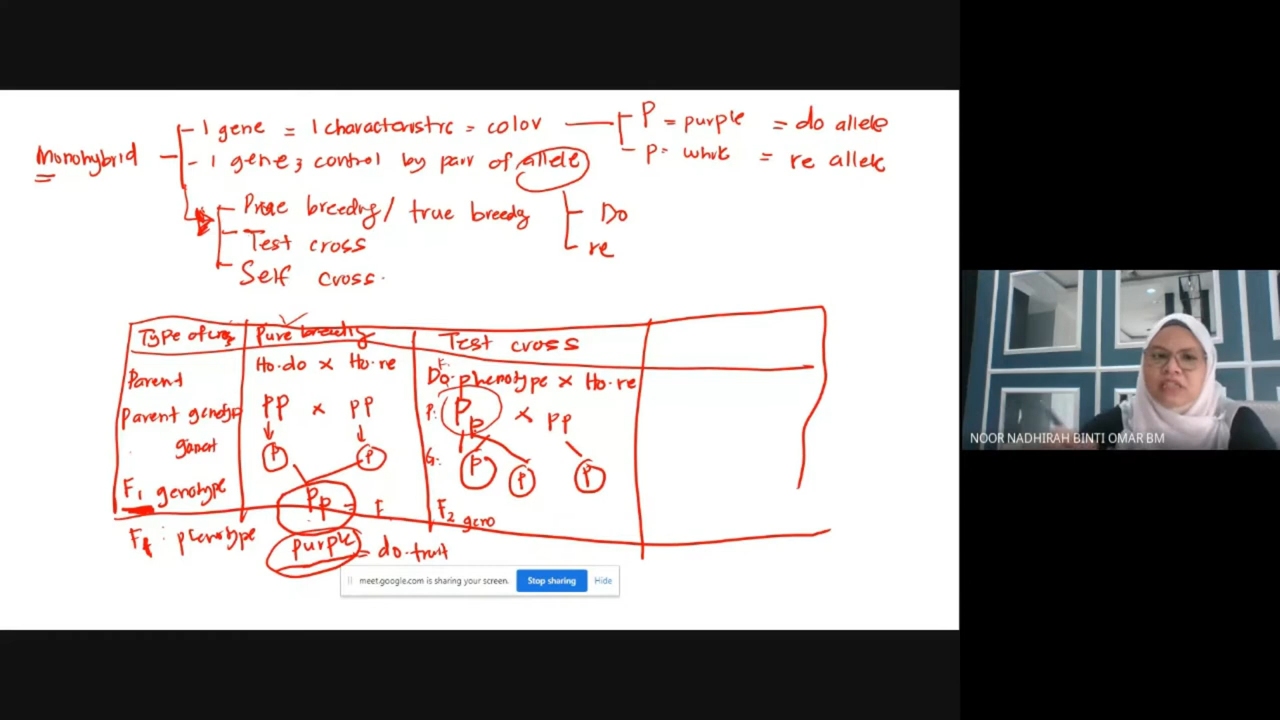 Monohybrid
1 gene = 1 characteristic = color
P = purple = do allele
1 gene; control by pair of allele
p = white = re allele
Pure breeding / true breedg
Do
Test cross
re
Self cross.
Type of Pure breeding Test cross
Parent Ho.do x Ho.re Do.phenotype x Ho.re
Parent genotyp PP x pp P: Pp x pp
gamet P p G: P p p
F1 genotype Pp F2 geno
F1: phenotype purple = do.trait
meet.google.com is sharing your screen. Stop sharing Hide
NOOR NADHIRAH BINTI OMAR BM